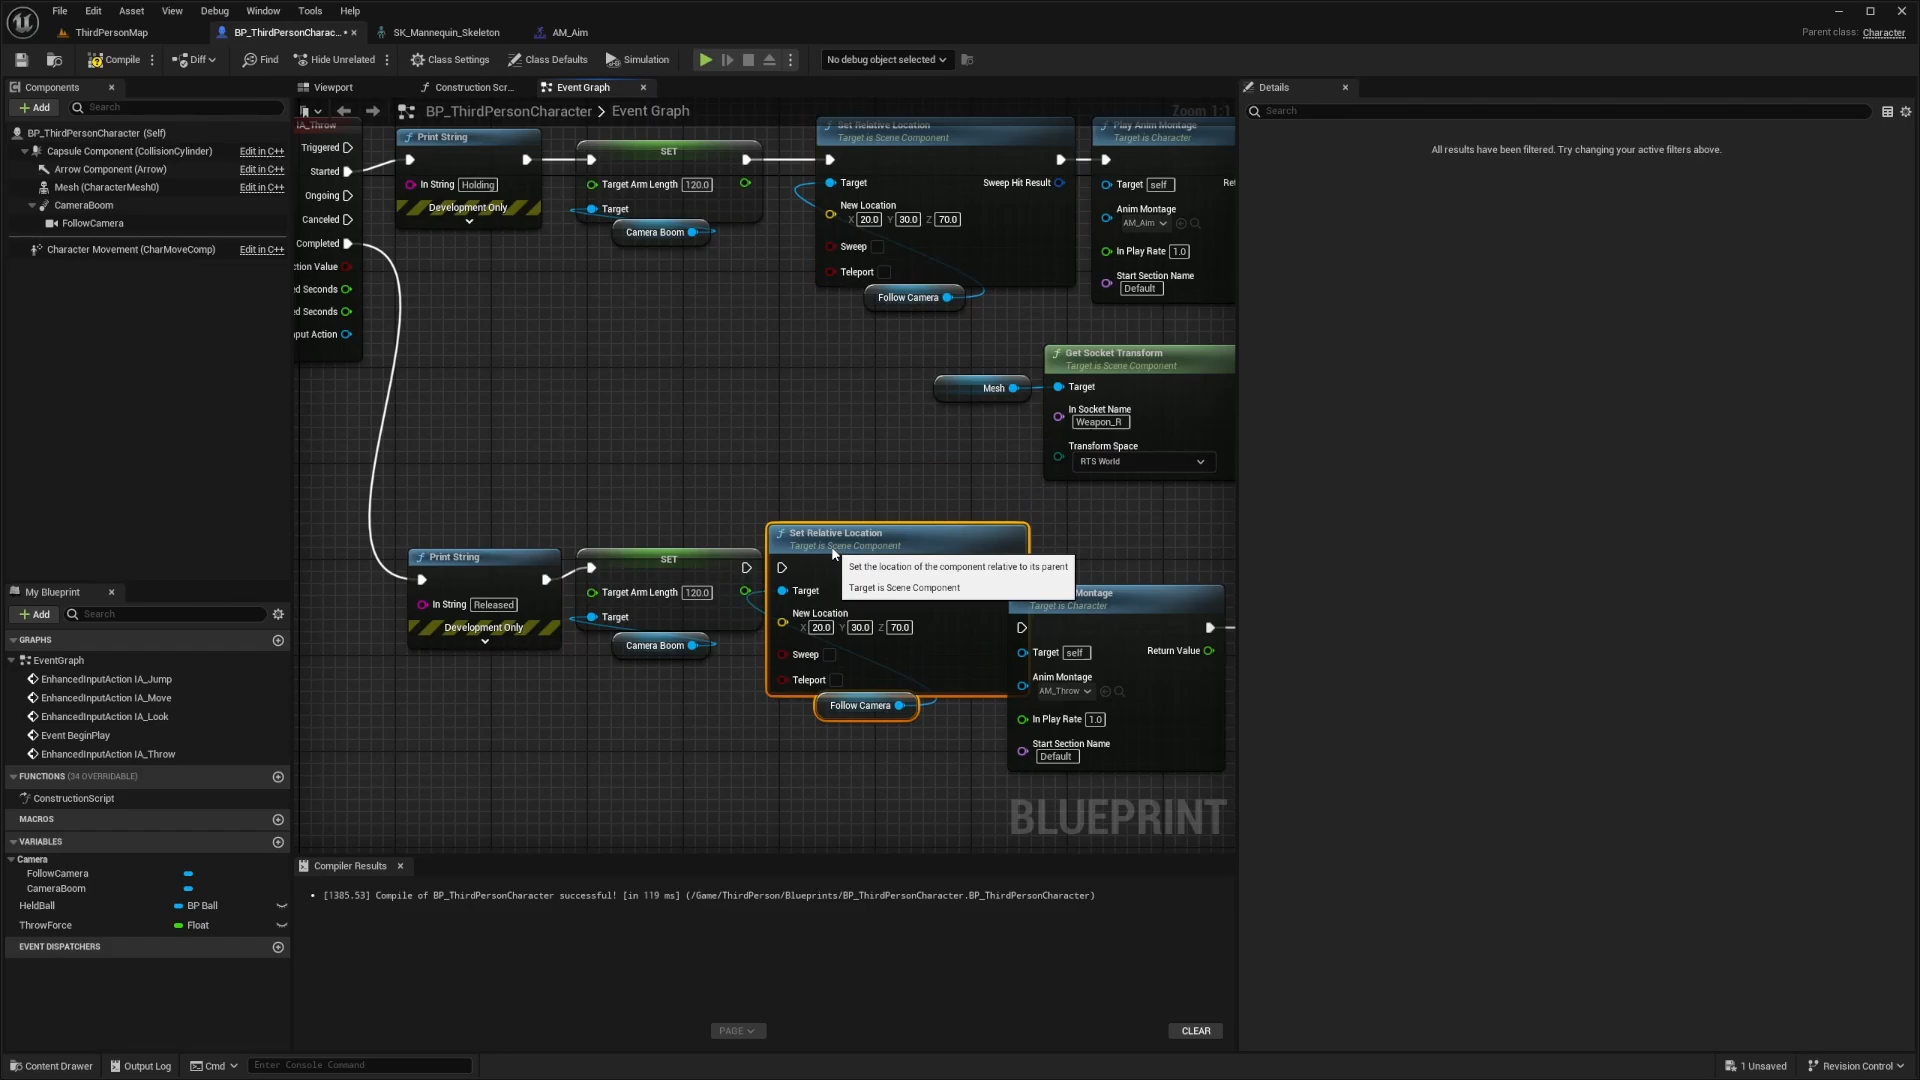 File Edit Asset View Debug Window Tools Help
ThirdPersonMap BP_ThirdPersonCharac... SK_Mannequin_Skeleton AM_Aim
Parent class: Character
Compile Diff Find Hide Unrelated Class Settings Class Defaults Simulation No debug object selected
Components Viewport Construction Scr... Event Graph Details
Add Search BP_ThirdPersonCharacter > Event Graph Zoom 1:1 Search
BP_ThirdPersonCharacter (Self)
Capsule Component (CollisionCylinder) Edit in C++
Arrow Component (Arrow) Edit in C++
Mesh (CharacterMesh0) Edit in C++
CameraBoom
FollowCamera
Character Movement (CharMoveComp) Edit in C++
IA_Throw
Triggered
Started
Ongoing
Canceled
Completed
ction Value
ed Seconds
ed Seconds
nput Action
Print String
In String Holding
Development Only
SET
Target Arm Length 120.0
Target
Camera Boom
Set Relative Location
Target is Scene Component
Target Sweep Hit Result
New Location
X 20.0 Y 30.0 Z 70.0
Sweep
Teleport
Follow Camera
Play Anim Montage
Target is Character
Target self Ret
Anim Montage
AM_Aim
In Play Rate 1.0
Start Section Name
Default
All results have been filtered. Try changing your active filters above.
Get Socket Transform
Target is Scene Component
Mesh Target
In Socket Name
Weapon_R
Transform Space
RTS World
Print String
In String Released
Development Only
SET
Target Arm Length 120.0
Target
Camera Boom
Set Relative Location
Target is Scene Component
Set the location of the component relative to its parent
Target is Scene Component
Target
New Location
X 20.0 Y 30.0 Z 70.0
Sweep
Teleport
Follow Camera
Montage
Target is Character
Target self Return Value
Anim Montage
AM_Throw
In Play Rate 1.0
Start Section Name
Default
BLUEPRINT
My Blueprint
Add Search
GRAPHS
EventGraph
EnhancedInputAction IA_Jump
EnhancedInputAction IA_Move
EnhancedInputAction IA_Look
Event BeginPlay
EnhancedInputAction IA_Throw
FUNCTIONS (34 OVERRIDABLE)
ConstructionScript
MACROS
VARIABLES
Camera
FollowCamera
CameraBoom
HeldBall BP Ball
ThrowForce Float
EVENT DISPATCHERS
Compiler Results
[1385.53] Compile of BP_ThirdPersonCharacter successful! [in 119 ms] (/Game/ThirdPerson/Blueprints/BP_ThirdPersonCharacter.BP_ThirdPersonCharacter)
PAGE CLEAR
Content Drawer Output Log Cmd Enter Console Command 1 Unsaved Revision Control